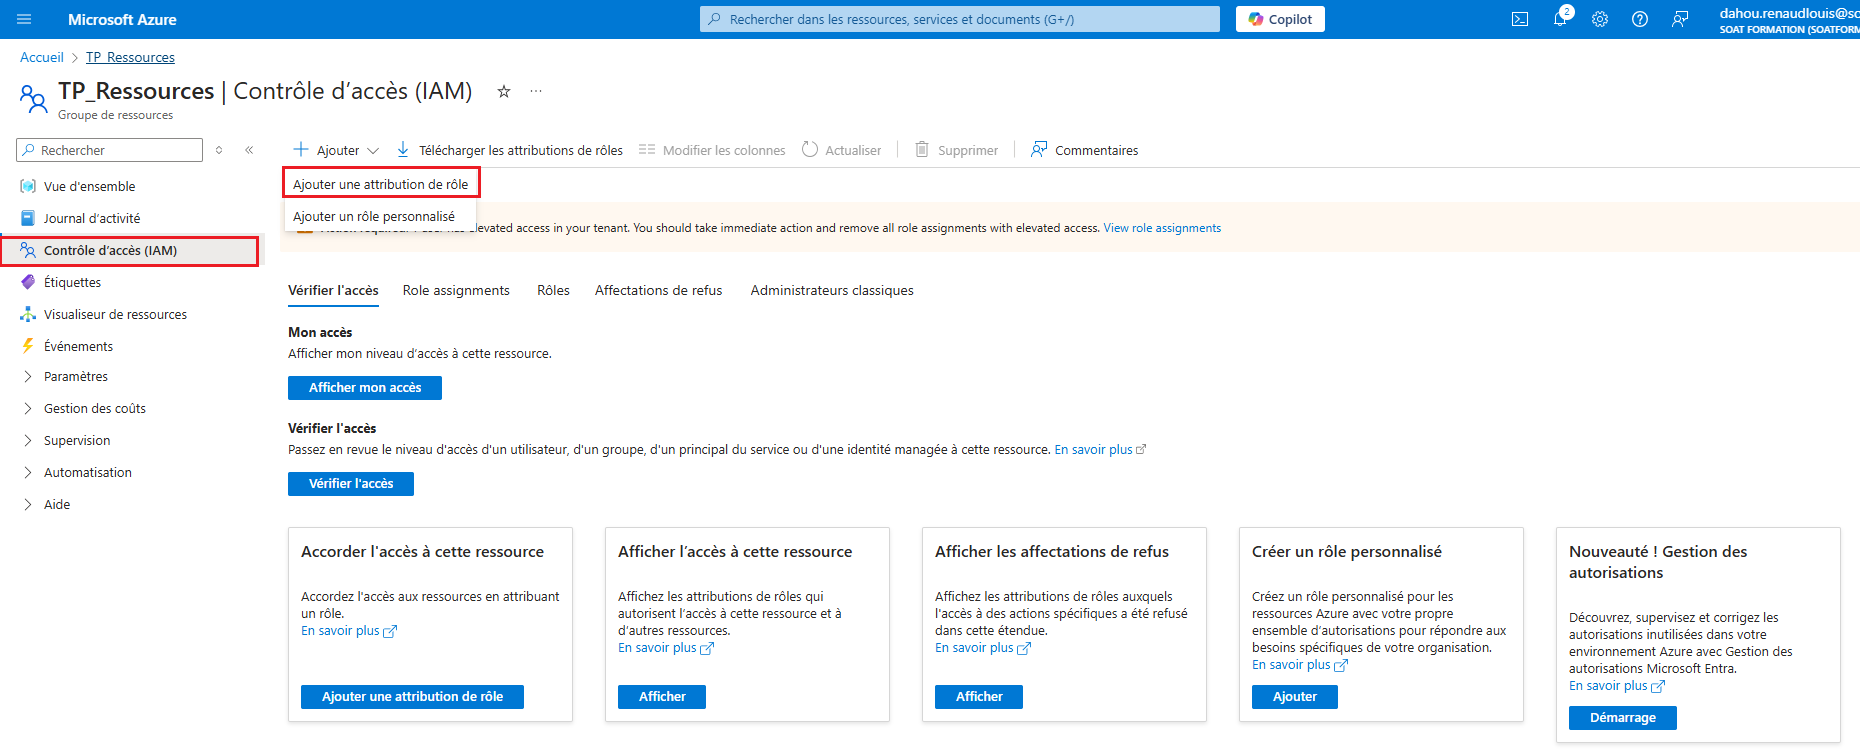 Microsoft Azure
Rechercher dans les ressources, services et documents (G+/)
Copilot
2
dahou.renaudlouis@so
SOAT FORMATION (SOATFORM
Accueil > TP_Ressources
TP_Ressources | Contrôle d’accès (IAM)
Groupe de ressources
Rechercher
Ajouter
Télécharger les attributions de rôles
Modifier les colonnes
Actualiser
Supprimer
Commentaires
Ajouter une attribution de rôle
Ajouter un rôle personnalisé
elevated access in your tenant. You should take immediate action and remove all role assignments with elevated access. View role assignments
Vue d'ensemble
Journal d’activité
Contrôle d’accès (IAM)
Étiquettes
Visualiseur de ressources
Événements
Paramètres
Gestion des coûts
Supervision
Automatisation
Aide
Vérifier l'accès
Role assignments
Rôles
Affectations de refus
Administrateurs classiques
Mon accès
Afficher mon niveau d’accès à cette ressource.
Afficher mon accès
Vérifier l'accès
Passez en revue le niveau d'accès d'un utilisateur, d'un groupe, d'un principal du service ou d'une identité managée à cette ressource. En savoir plus
Vérifier l'accès
Accorder l'accès à cette ressource
Accordez l'accès aux ressources en attribuant
un rôle.
En savoir plus
Ajouter une attribution de rôle
Afficher l’accès à cette ressource
Affichez les attributions de rôles qui
autorisent l’accès à cette ressource et à
d’autres ressources.
En savoir plus
Afficher
Afficher les affectations de refus
Affichez les attributions de rôles auxquels
l'accès à des actions spécifiques a été refusé
dans cette étendue.
En savoir plus
Afficher
Créer un rôle personnalisé
Créez un rôle personnalisé pour les
ressources Azure avec votre propre
ensemble d’autorisations pour répondre aux
besoins spécifiques de votre organisation.
En savoir plus
Ajouter
Nouveauté ! Gestion des
autorisations
Découvrez, supervisez et corrigez les
autorisations inutilisées dans votre
environnement Azure avec Gestion des
autorisations Microsoft Entra.
En savoir plus
Démarrage